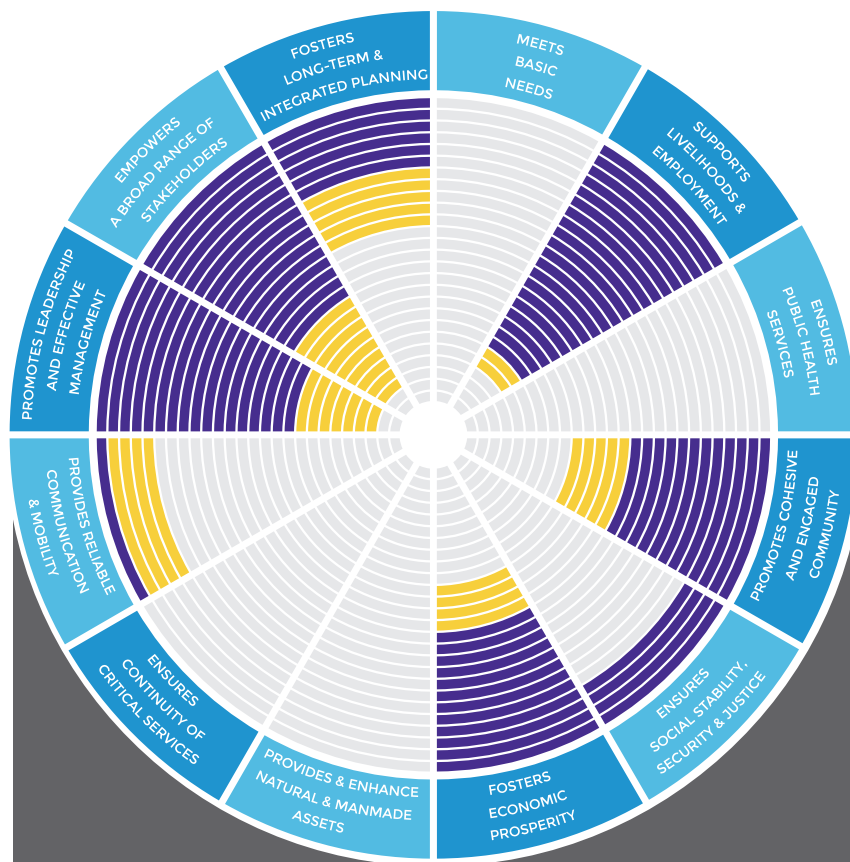 FOSTERS
LONG-TERM &
INTEGRATED PLANNING
MEETS
BASIC
NEEDS
SUPPORTS
LIVELIHOODS &
EMPLOYMENT
ENSURES
PUBLIC HEALTH
SERVICES
PROMOTES COHESIVE
AND ENGAGED
COMMUNITY
ENSURES
SOCIAL STABILITY,
SECURITY & JUSTICE
FOSTERS
ECONOMIC
PROSPERITY
PROVIDES & ENHANCE
NATURAL & MANMADE
ASSETS
ENSURES
CONTINUITY OF
CRITICAL SERVICES
PROVIDES RELIABLE
COMMUNICATION
& MOBILITY
PROMOTES LEADERSHIP
AND EFFECTIVE
MANAGEMENT
EMPOWERS
A BROAD RANGE OF
STAKEHOLDERS